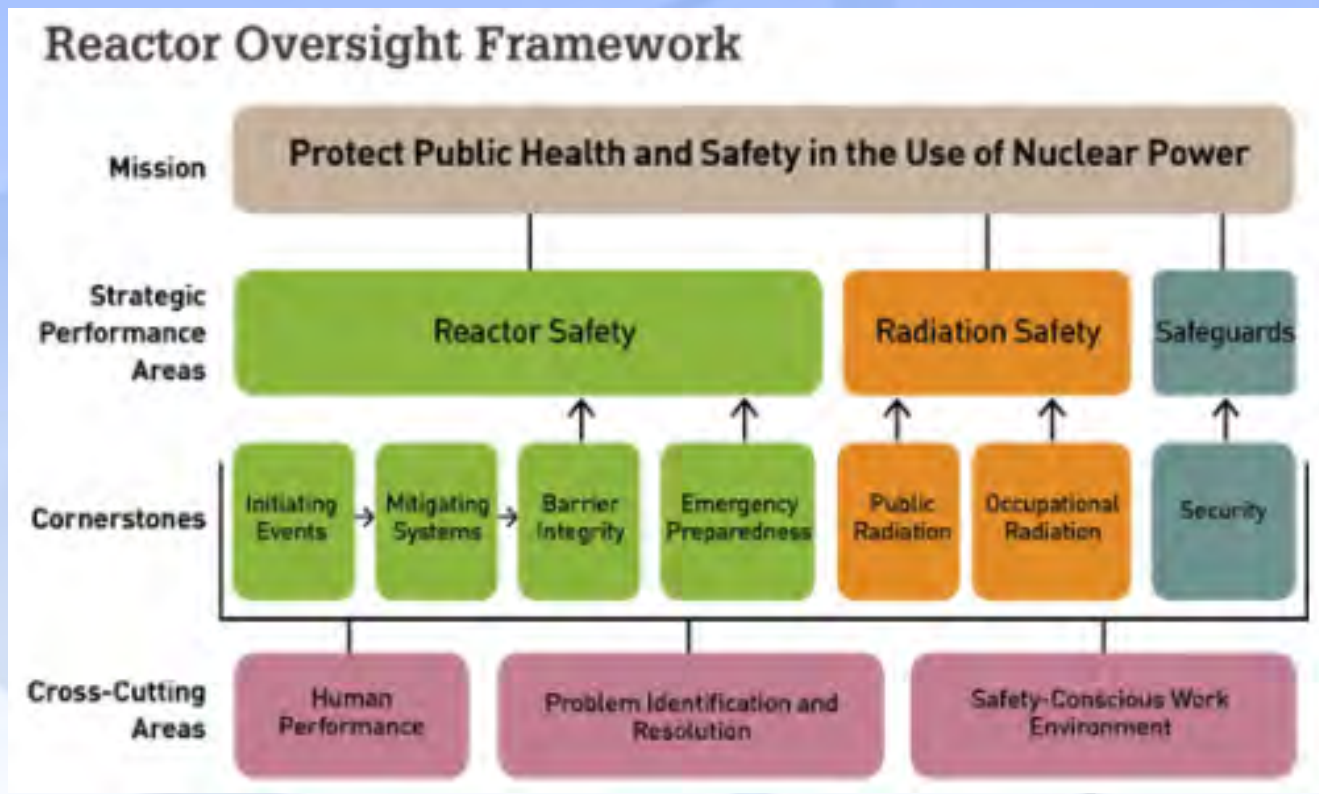 Reactor Oversight Framework
Mission
Protect Public Health and Safety in the Use of Nuclear Power
Strategic
Performance
Areas
Reactor Safety
Radiation Safety
Safeguards
Cornerstones
Initiating
Events
Mitigating
Systems
Barrier
Integrity
Emergency
Preparedness
Public
Radiation
Occupational
Radiation
Security
Cross-Cutting
Areas
Human
Performance
Problem Identification and
Resolution
Safety-Conscious Work
Environment